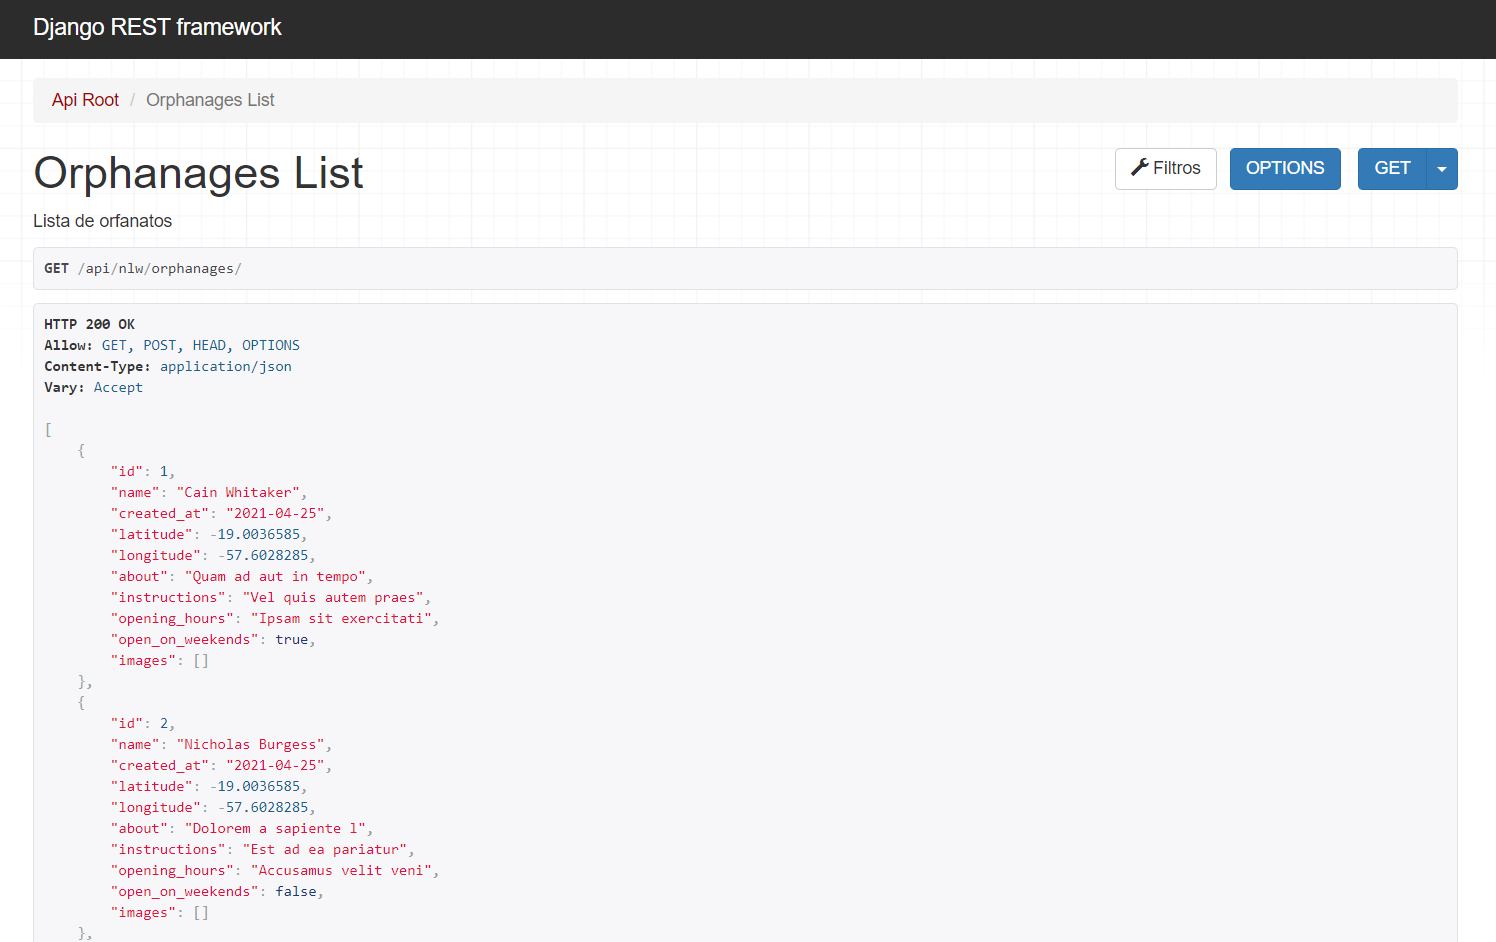 Django REST framework
Api Root / Orphanages List
Orphanages List
Filtros
OPTIONS
GET
Lista de orfanatos
GET /api/nlw/orphanages/
HTTP 200 OK
Allow: GET, POST, HEAD, OPTIONS
Content-Type: application/json
Vary: Accept
[
    {
        "id": 1,
        "name": "Cain Whitaker",
        "created_at": "2021-04-25",
        "latitude": -19.0036585,
        "longitude": -57.6028285,
        "about": "Quam ad aut in tempo",
        "instructions": "Vel quis autem praes",
        "opening_hours": "Ipsam sit exercitati",
        "open_on_weekends": true,
        "images": []
    },
    {
        "id": 2,
        "name": "Nicholas Burgess",
        "created_at": "2021-04-25",
        "latitude": -19.0036585,
        "longitude": -57.6028285,
        "about": "Dolorem a sapiente l",
        "instructions": "Est ad ea pariatur",
        "opening_hours": "Accusamus velit veni",
        "open_on_weekends": false,
        "images": []
    },